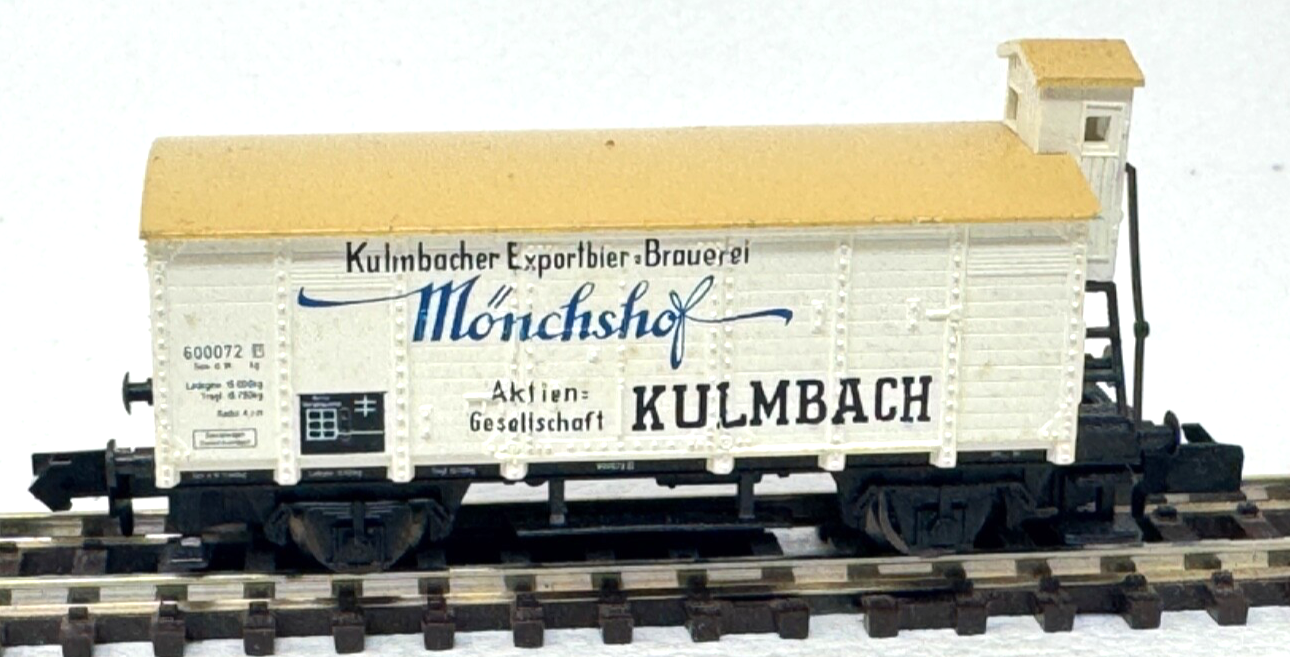 Kulmbacher Exportbier=Brauerei
Mönchshof
Aktien=
Gesellschaft
KULMBACH
600072